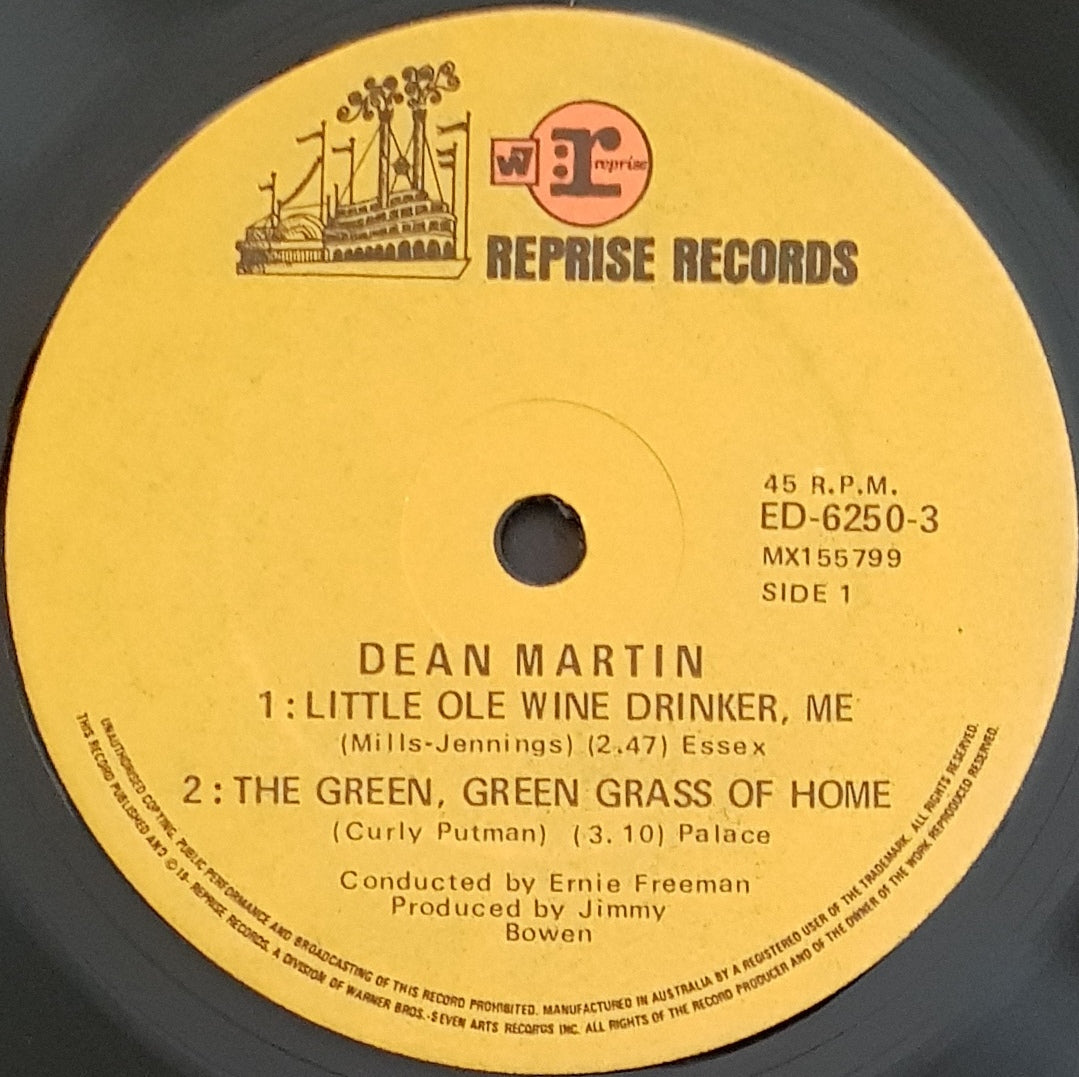 W7
r reprise
REPRISE RECORDS
45 R.P.M.
ED-6250-3
MX155799
SIDE 1
DEAN MARTIN
1 : LITTLE OLE WINE DRINKER, ME
(Mills-Jennings) (2.47) Essex
2 : THE GREEN, GREEN GRASS OF HOME
(Curly Putman) (3. 10) Palace
Conducted by Ernie Freeman
Produced by Jimmy
Bowen
UNAUTHORISED COPYING, PUBLIC PERFORMANCE AND BROADCASTING OF THIS RECORD PROHIBITED. MANUFACTURED IN AUSTRALIA BY A REGISTERED USER OF THE TRADEMARK. ALL RIGHTS RESERVED.
THIS RECORD PUBLISHED AND © 19- REPRISE RECORDS. A DIVISION OF WARNER BROS.-SEVEN ARTS RECORDS INC. ALL RIGHTS OF THE RECORD PRODUCER AND OF THE OWNER OF THE WORK REPRODUCED RESERVED.